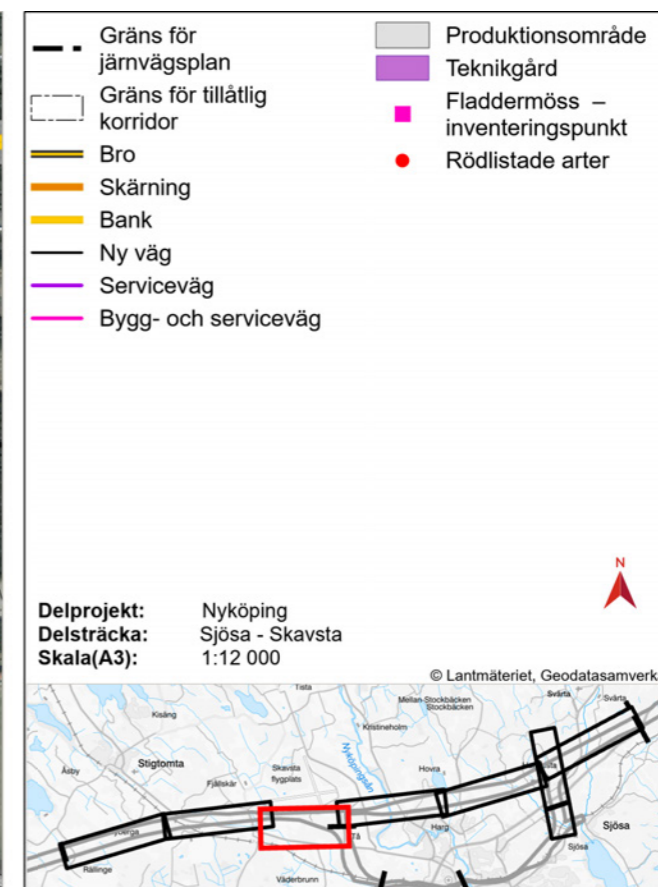 Gräns för
järnvägsplan
Gräns för tillåtlig
korridor
Bro
Skärning
Bank
Ny väg
Serviceväg
Bygg- och serviceväg
Produktionsområde
Teknikgård
Fladdermöss –
inventeringspunkt
Rödlistade arter
N
Delprojekt: Nyköping
Delsträcka: Sjösa - Skavsta
Skala(A3): 1:12 000
© Lantmäteriet, Geodatasamverk
Tista
Kisäng
Mellan-Stockbäcken
Stockbäcken
Svärta
Svärta
Kristineholm
Åsby
Stigtomta
Skavsta
flygplats
Nyköpingsån
Hovra
Fjällskär
Tå
Harg
Sjösa
Sjösa
Rällinge
Väderbrunn